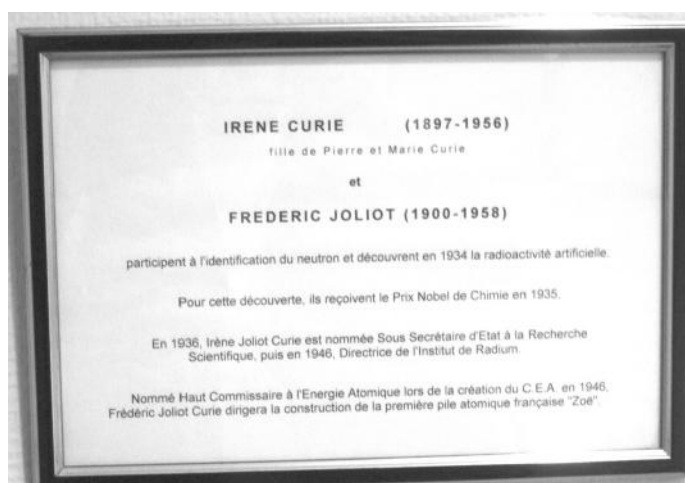 IRENE CURIE (1897-1956)
fille de Pierre et Marie Curie
et
FREDERIC JOLIOT (1900-1958)
participent à l'identification du neutron et découvrent en 1934 la radioactivité artificielle.
Pour cette découverte, ils reçoivent le Prix Nobel de Chimie en 1935.
En 1936, Irène Joliot Curie est nommée Sous Secrétaire d'Etat à la Recherche
Scientifique, puis en 1946, Directrice de l'Institut de Radium.
Nommé Haut Commissaire à l'Energie Atomique lors de la création du C.E.A. en 1946,
Frédéric Joliot Curie dirigera la construction de la première pile atomique française "Zoé".